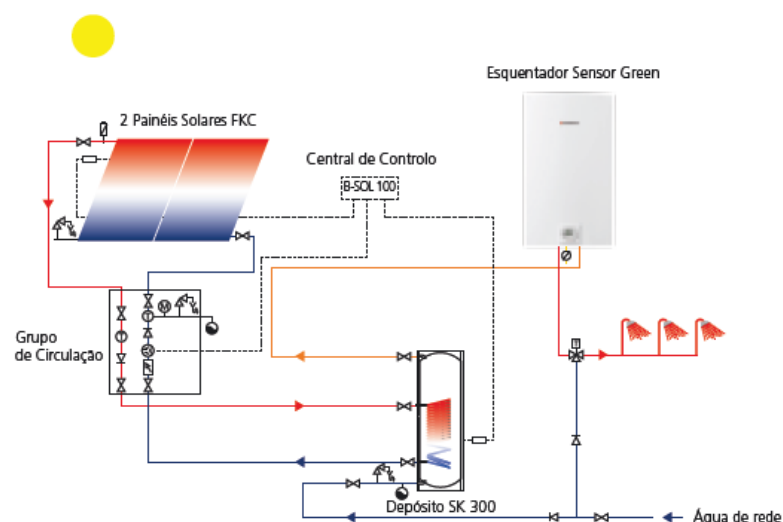 Esquentador Sensor Green
2 Painéis Solares FKC
Central de Controlo
B-SOL 100
M
Grupo
de Circulação
T
Depósito SK 300
Água de rede